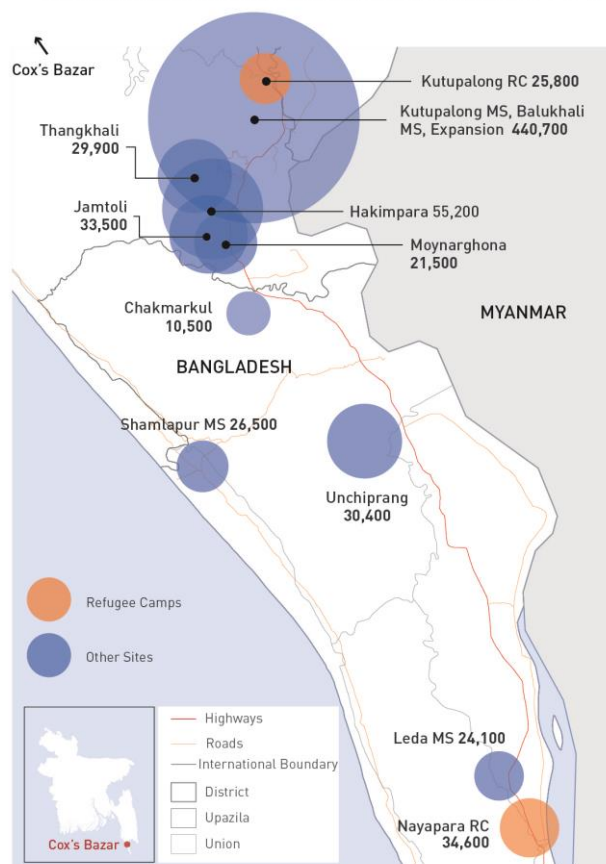 Cox's Bazar
Kutupalong RC 25,800
Kutupalong MS, Balukhali
MS, Expansion 440,700
Thangkhali
29,900
Hakimpara 55,200
Jamtoli
33,500
Moynarghona
21,500
Chakmarkul
10,500
MYANMAR
BANGLADESH
Shamlapur MS 26,500
Unchiprang
30,400
Refugee Camps
Other Sites
Leda MS 24,100
Nayapara RC
34,600
Highways
Roads
International Boundary
District
Upazila
Union
Cox's Bazar